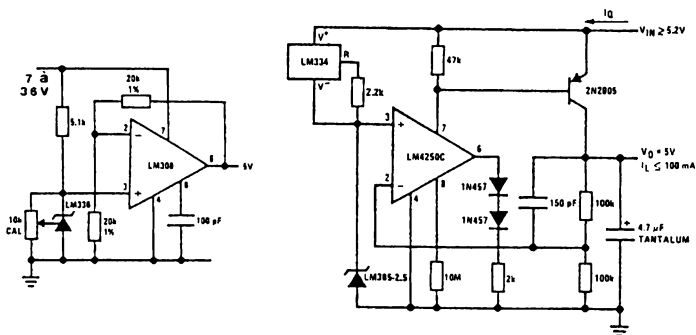 7 à
36V
20k
1%
5.1k
2
7
LM308
6
5V
3
LM336
8
4
10k
CAL
20k
1%
100 pF
IQ
VIN ≥ 5.2V
V+
LM334
R
V−
47k
2N2905
2.2k
3
7
6
LM4250C
VO = 5V
IL ≤ 100 mA
2
8
4
1N457
150 pF
100k
1N457
4.7 µF
TANTALUM
LM385-2.5
10M
2k
100k